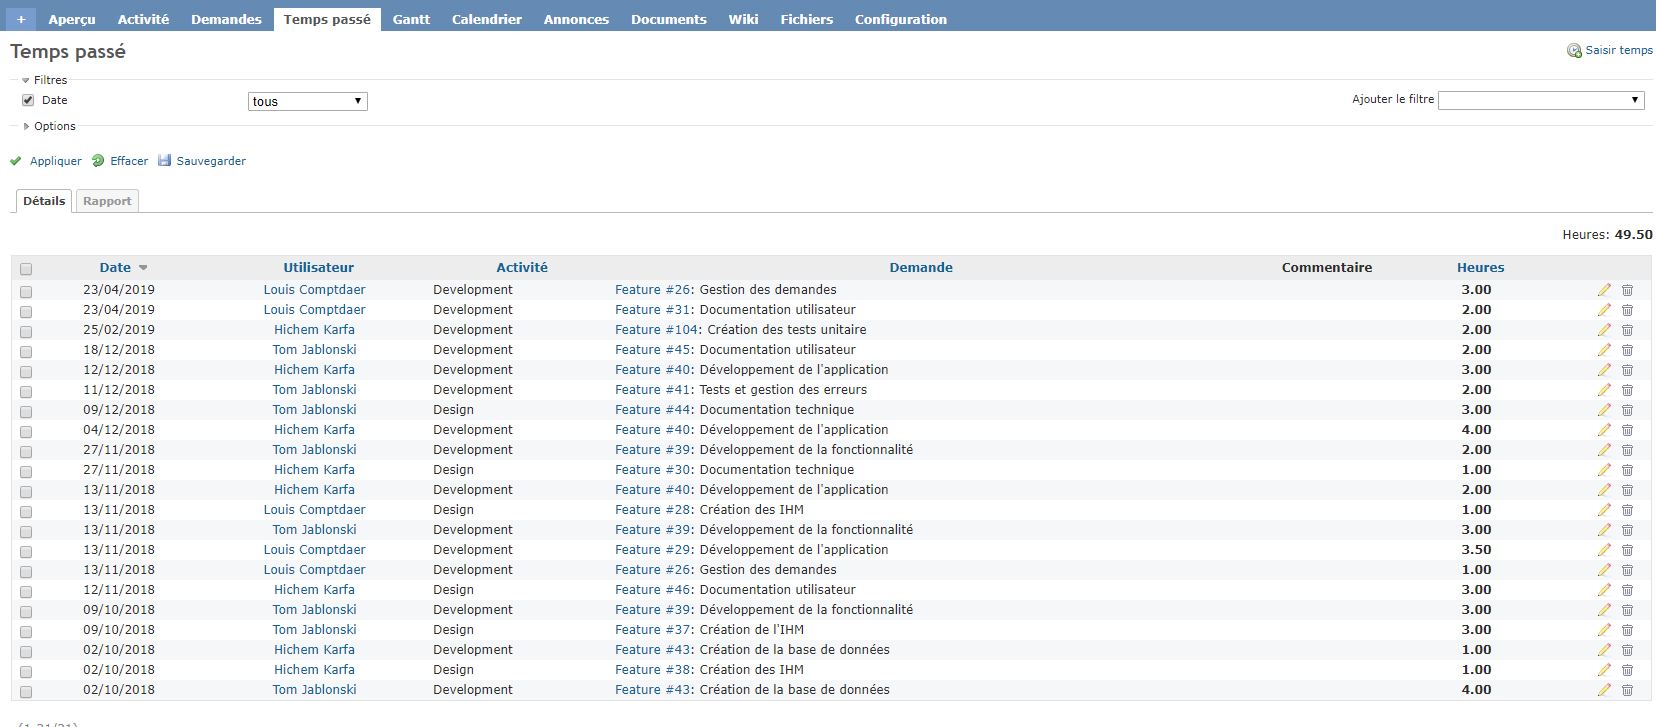 + Aperçu Activité Demandes Temps passé Gantt Calendrier Annonces Documents Wiki Fichiers Configuration
Temps passé
Saisir temps
Filtres
Date tous Ajouter le filtre
Options
Appliquer Effacer Sauvegarder
Détails Rapport
Heures: 49.50
Date Utilisateur Activité Demande Commentaire Heures
23/04/2019 Louis Comptdaer Development Feature #26: Gestion des demandes 3.00
23/04/2019 Louis Comptdaer Development Feature #31: Documentation utilisateur 2.00
25/02/2019 Hichem Karfa Development Feature #104: Création des tests unitaire 2.00
18/12/2018 Tom Jablonski Development Feature #45: Documentation utilisateur 2.00
12/12/2018 Hichem Karfa Development Feature #40: Développement de l'application 3.00
11/12/2018 Tom Jablonski Development Feature #41: Tests et gestion des erreurs 2.00
09/12/2018 Tom Jablonski Design Feature #44: Documentation technique 3.00
04/12/2018 Hichem Karfa Development Feature #40: Développement de l'application 4.00
27/11/2018 Tom Jablonski Development Feature #39: Développement de la fonctionnalité 2.00
27/11/2018 Hichem Karfa Design Feature #30: Documentation technique 1.00
13/11/2018 Hichem Karfa Development Feature #40: Développement de l'application 2.00
13/11/2018 Louis Comptdaer Design Feature #28: Création des IHM 1.00
13/11/2018 Tom Jablonski Development Feature #39: Développement de la fonctionnalité 3.00
13/11/2018 Louis Comptdaer Development Feature #29: Développement de l'application 3.50
13/11/2018 Louis Comptdaer Development Feature #26: Gestion des demandes 1.00
12/11/2018 Hichem Karfa Design Feature #46: Documentation utilisateur 3.00
09/10/2018 Tom Jablonski Development Feature #39: Développement de la fonctionnalité 3.00
09/10/2018 Tom Jablonski Design Feature #37: Création de l'IHM 3.00
02/10/2018 Hichem Karfa Development Feature #43: Création de la base de données 1.00
02/10/2018 Hichem Karfa Design Feature #38: Création des IHM 1.00
02/10/2018 Tom Jablonski Development Feature #43: Création de la base de données 4.00